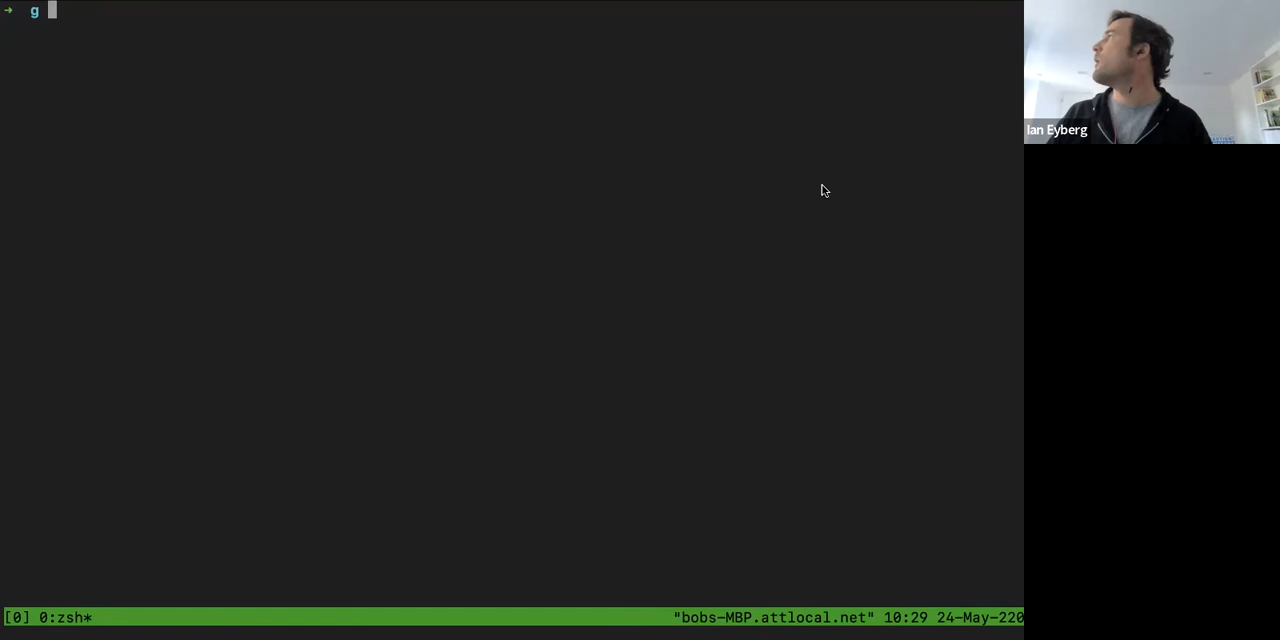 ➜ g
Ian Eyberg
[0] 0:zsh* "bobs-MBP.attlocal.net" 10:29 24-May-220